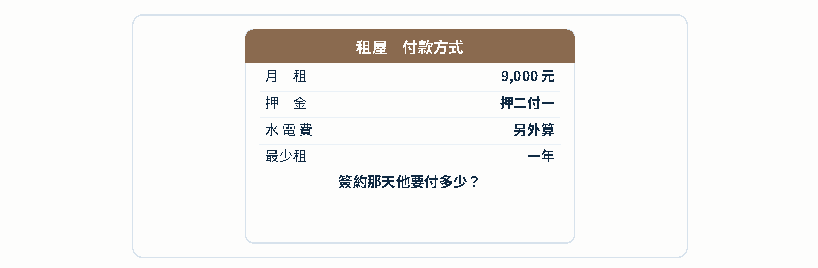 租屋　付款方式
月　租　9,000 元
押　金　押二付一
水 電 費　另外算
最少租　一年
簽約那天他要付多少？